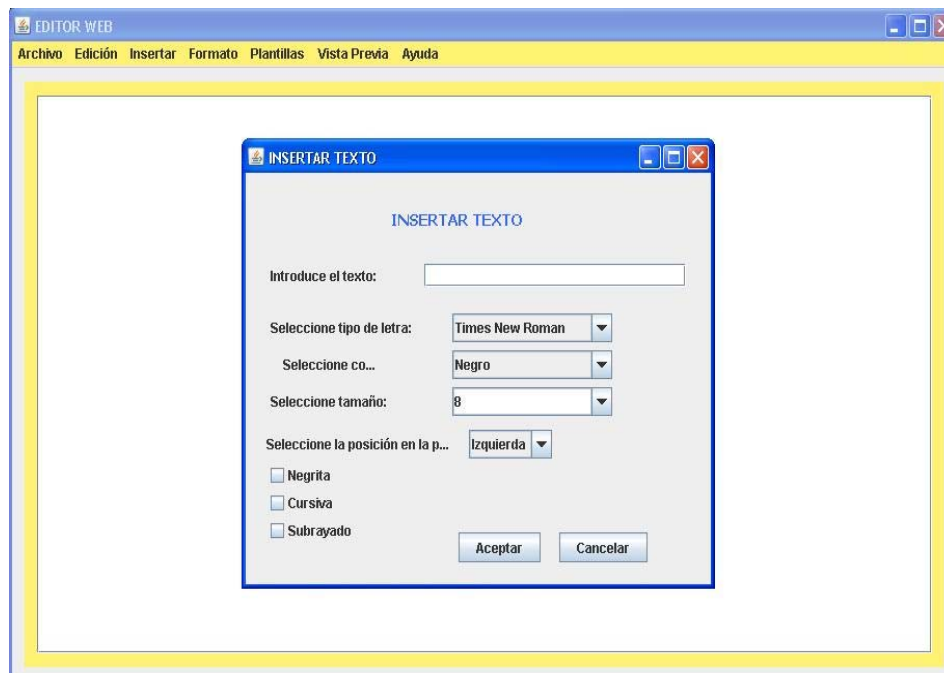 EDITOR WEB
Archivo Edición Insertar Formato Plantillas Vista Previa Ayuda
INSERTAR TEXTO
INSERTAR TEXTO
Introduce el texto:
Seleccione tipo de letra: Times New Roman
Seleccione co... Negro
Seleccione tamaño: 8
Seleccione la posición en la p... Izquierda
Negrita
Cursiva
Subrayado
Aceptar Cancelar